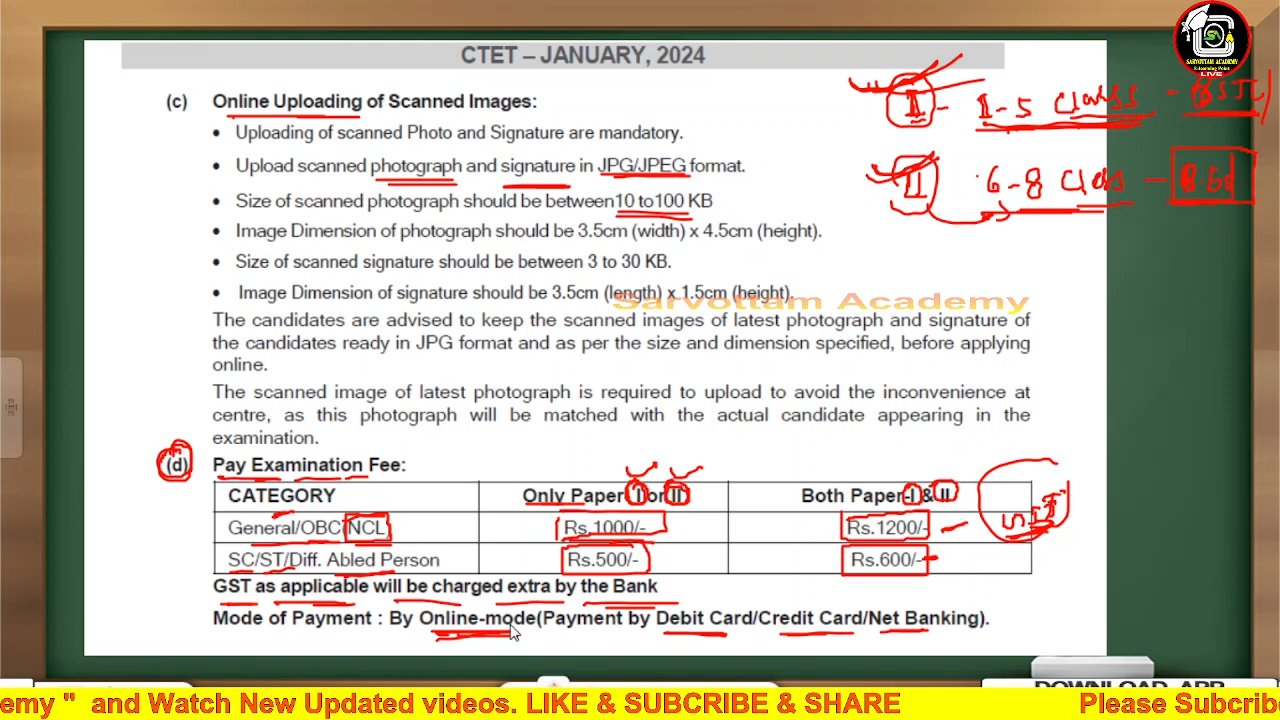 CTET – JANUARY, 2024
SARVOTTAM ACADEMY
E-learning Point
LIVE
I - 1-5 Class - BSTC
II 6-8 Class - B.Ed
(c) Online Uploading of Scanned Images:
• Uploading of scanned Photo and Signature are mandatory.
• Upload scanned photograph and signature in JPG/JPEG format.
• Size of scanned photograph should be between10 to100 KB
• Image Dimension of photograph should be 3.5cm (width) x 4.5cm (height).
• Size of scanned signature should be between 3 to 30 KB.
• Image Dimension of signature should be 3.5cm (length) x 1.5cm (height).
Sarvottam Academy
The candidates are advised to keep the scanned images of latest photograph and signature of
the candidates ready in JPG format and as per the size and dimension specified, before applying
online.
The scanned image of latest photograph is required to upload to avoid the inconvenience at
centre, as this photograph will be matched with the actual candidate appearing in the
examination.
(d) Pay Examination Fee:
CATEGORY Only Paper I or II Both Paper-I & II
General/OBC NCL Rs.1000/- Rs.1200/-
SC/ST/Diff. Abled Person Rs.500/- Rs.600/-
GST as applicable will be charged extra by the Bank
Mode of Payment : By Online-mode(Payment by Debit Card/Credit Card/Net Banking).
DOWNLOAD APP
emy " and Watch New Updated videos. LIKE & SUBCRIBE & SHARE Please Subcribe